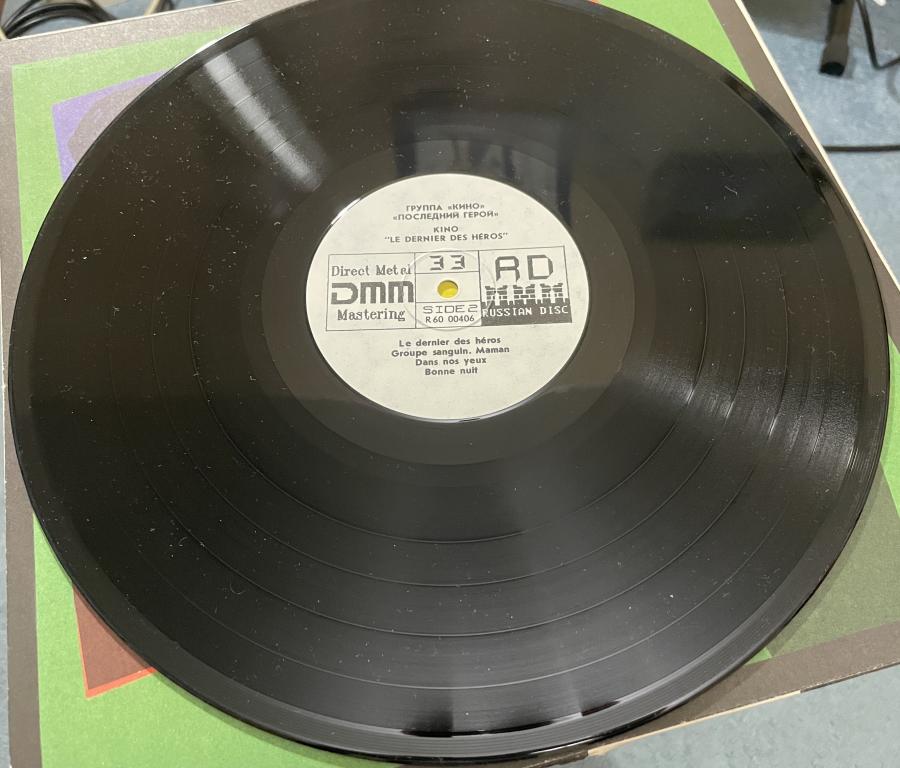 ГРУППА «КИНО»
«ПОСЛЕДНИЙ ГЕРОЙ»
KINO
"LE DERNIER DES HÉROS"
Direct Metal
DMM
Mastering
33
SIDE 2
R 60 00406
RD
RUSSIAN DISC
Le dernier des héros
Groupe sanguin. Maman
Dans nos yeux
Bonne nuit